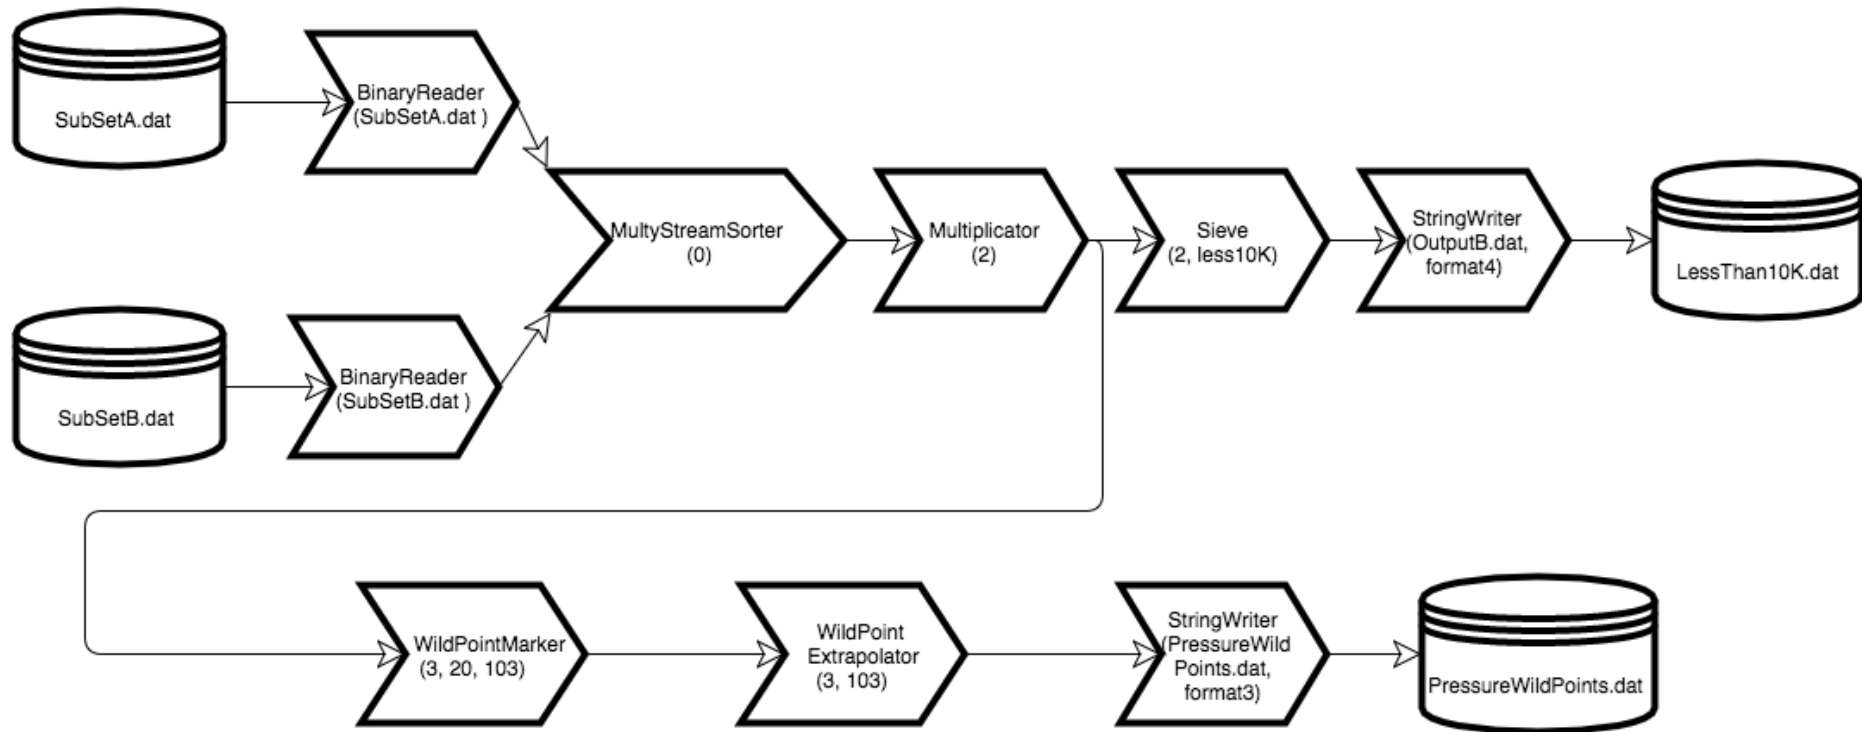 SubSetA.dat
BinaryReader
(SubSetA.dat )
MultyStreamSorter
(0)
Multiplicator
(2)
Sieve
(2, less10K)
StringWriter
(OutputB.dat,
format4)
LessThan10K.dat
SubSetB.dat
BinaryReader
(SubSetB.dat )
WildPointMarker
(3, 20, 103)
WildPoint
Extrapolator
(3, 103)
StringWriter
(PressureWild
Points.dat,
format3)
PressureWildPoints.dat